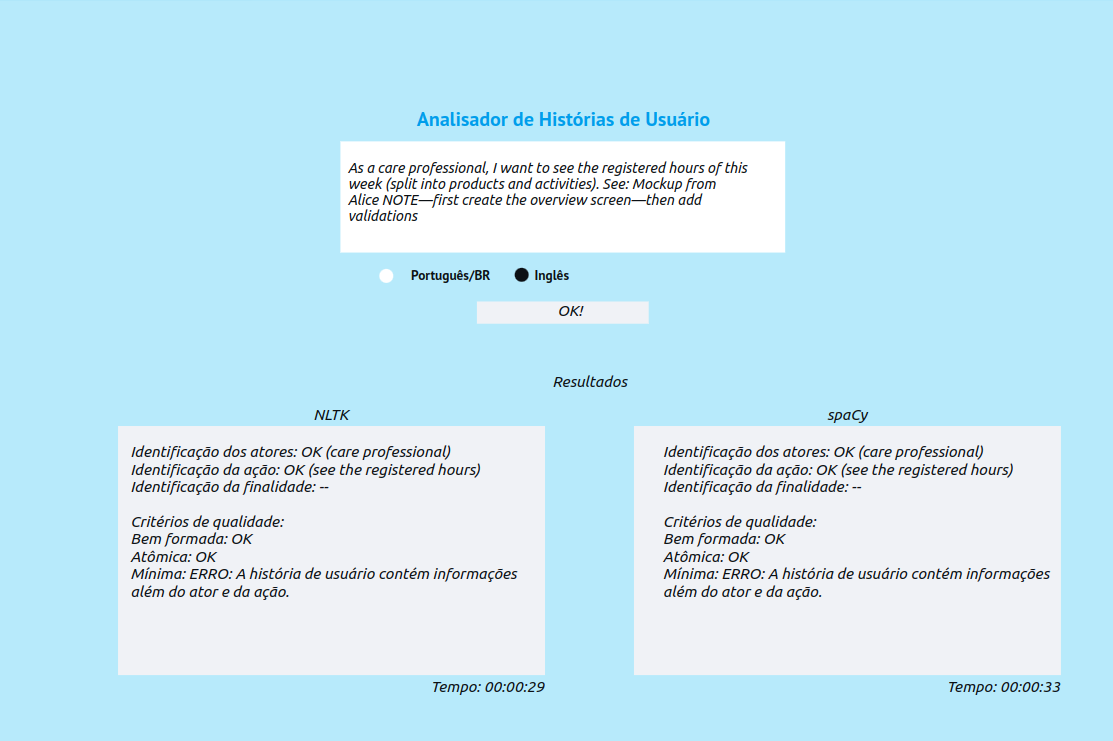 Analisador de Histórias de Usuário
As a care professional, I want to see the registered hours of this
week (split into products and activities). See: Mockup from
Alice NOTE—first create the overview screen—then add
validations
Português/BR Inglês
OK!
Resultados
NLTK
Identificação dos atores: OK (care professional)
Identificação da ação: OK (see the registered hours)
Identificação da finalidade: --
Critérios de qualidade:
Bem formada: OK
Atômica: OK
Mínima: ERRO: A história de usuário contém informações
além do ator e da ação.
Tempo: 00:00:29
spaCy
Identificação dos atores: OK (care professional)
Identificação da ação: OK (see the registered hours)
Identificação da finalidade: --
Critérios de qualidade:
Bem formada: OK
Atômica: OK
Mínima: ERRO: A história de usuário contém informações
além do ator e da ação.
Tempo: 00:00:33